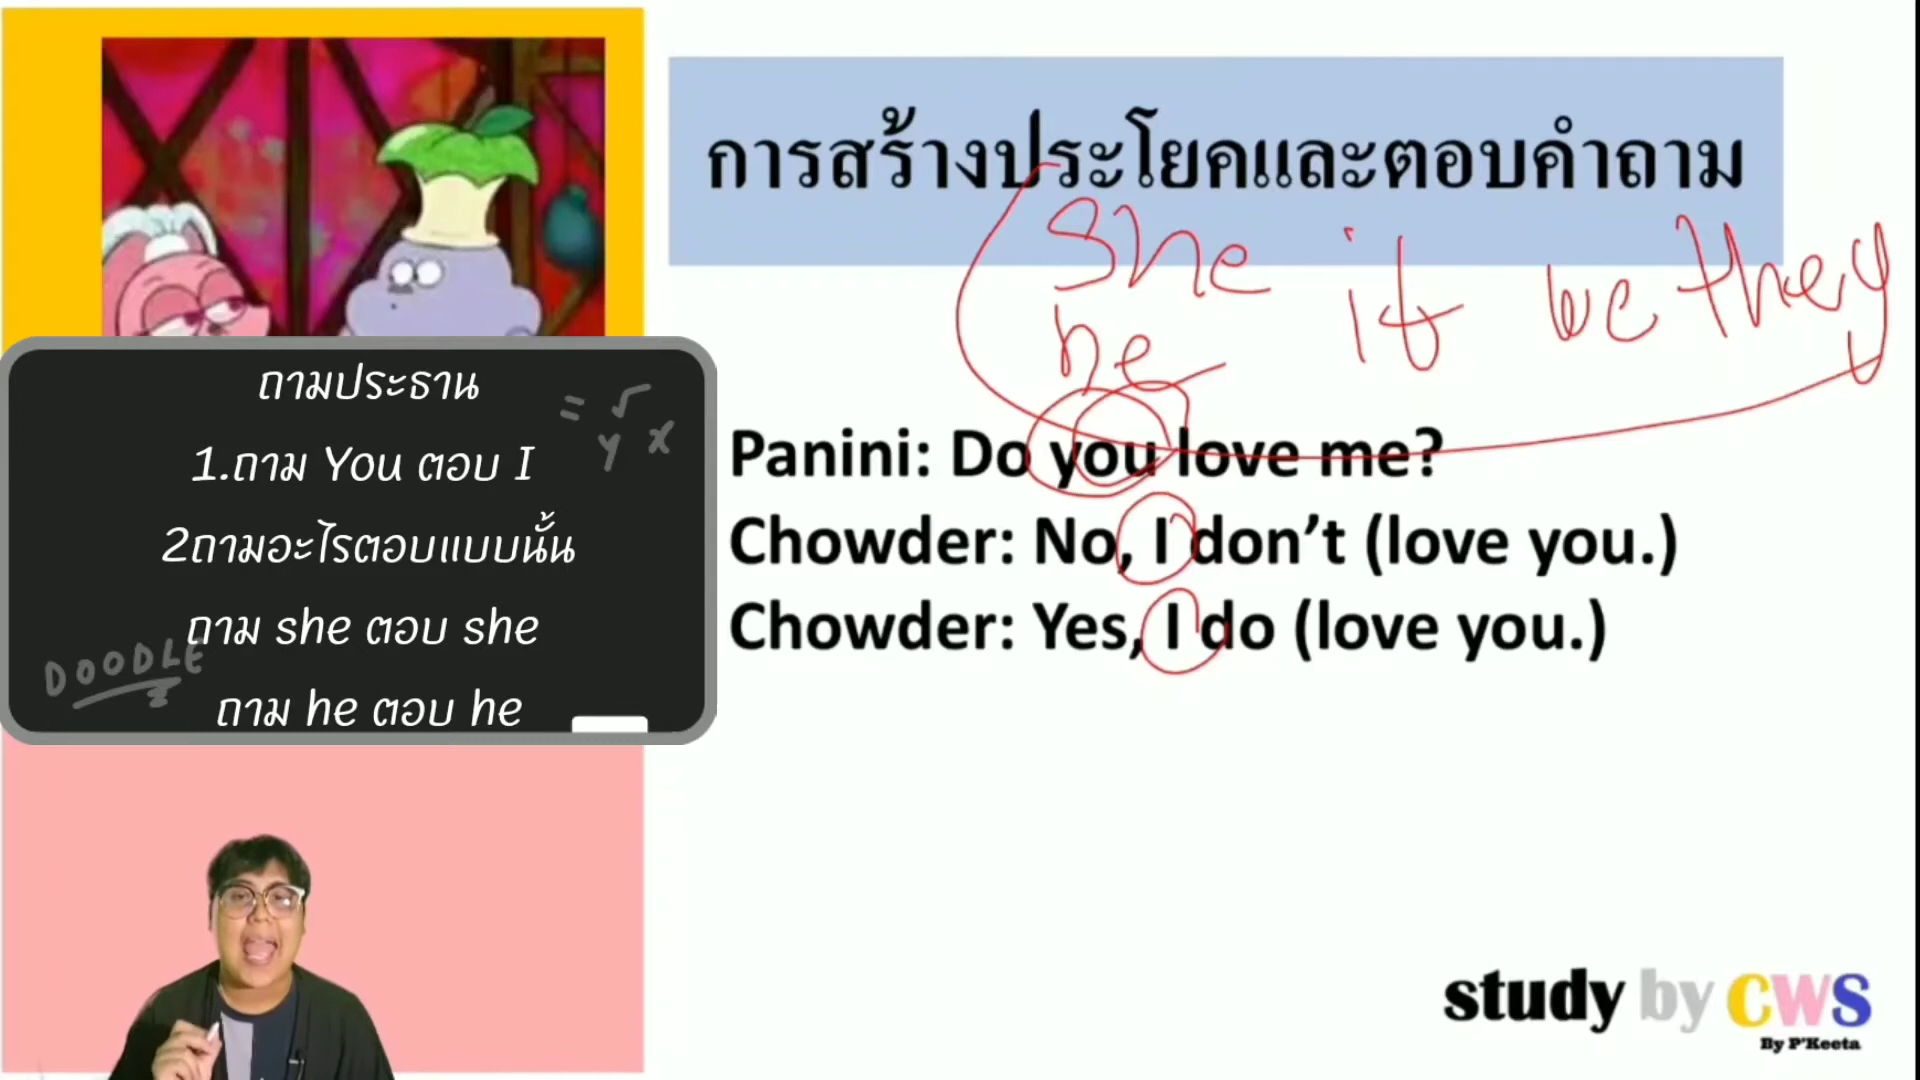 การสร้างประโยคและตอบคำถาม
she it we they
he
Panini: Do you love me?
Chowder: No, I don’t (love you.)
Chowder: Yes, I do (love you.)
ถามประธาน
= √
y x
1.ถาม You ตอบ I
2ถามอะไรตอบแบบนั้น
ถาม she ตอบ she
DOODLE
ถาม he ตอบ he
study by CWS
By P'Keeta